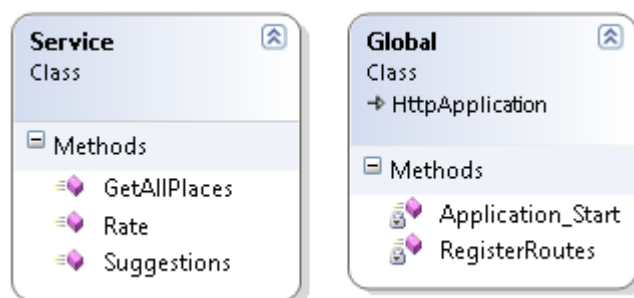 Service
Class
Methods
GetAllPlaces
Rate
Suggestions
Global
Class
HttpApplication
Methods
Application_Start
RegisterRoutes